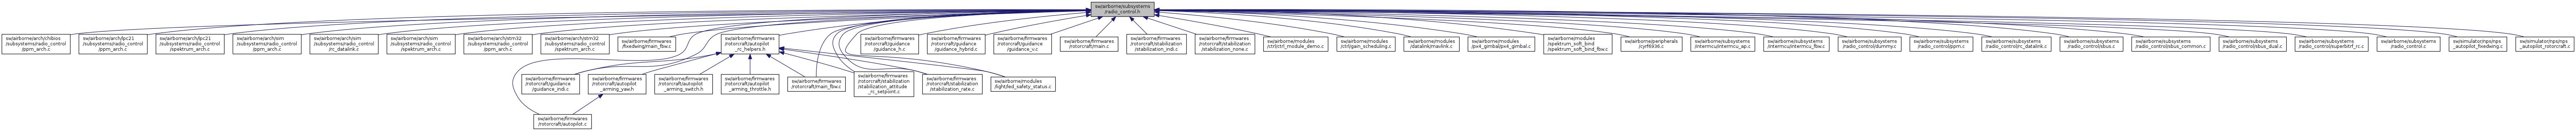 sw/airborne/subsystems
/radio_control.h
sw/airborne/arch/chibios
/subsystems/radio_control
/ppm_arch.c
sw/airborne/arch/lpc21
/subsystems/radio_control
/ppm_arch.c
sw/airborne/arch/lpc21
/subsystems/radio_control
/spektrum_arch.c
sw/airborne/arch/sim
/subsystems/radio_control
/ppm_arch.c
sw/airborne/arch/sim
/subsystems/radio_control
/rc_datalink.c
sw/airborne/arch/sim
/subsystems/radio_control
/spektrum_arch.c
sw/airborne/arch/stm32
/subsystems/radio_control
/ppm_arch.c
sw/airborne/arch/stm32
/subsystems/radio_control
/spektrum_arch.c
sw/airborne/firmwares
/fixedwing/main_fbw.c
sw/airborne/firmwares
/rotorcraft/autopilot
_rc_helpers.h
sw/airborne/firmwares
/rotorcraft/guidance
/guidance_h.c
sw/airborne/firmwares
/rotorcraft/guidance
/guidance_hybrid.c
sw/airborne/firmwares
/rotorcraft/guidance
/guidance_v.c
sw/airborne/firmwares
/rotorcraft/main.c
sw/airborne/firmwares
/rotorcraft/stabilization
/stabilization_indi.c
sw/airborne/firmwares
/rotorcraft/stabilization
/stabilization_none.c
sw/airborne/modules
/ctrl/ctrl_module_demo.c
sw/airborne/modules
/ctrl/gain_scheduling.c
sw/airborne/modules
/datalink/mavlink.c
sw/airborne/modules
/px4_gimbal/px4_gimbal.c
sw/airborne/modules
/spektrum_soft_bind
/spektrum_soft_bind_fbw.c
sw/airborne/peripherals
/cyrf6936.c
sw/airborne/subsystems
/intermcu/intermcu_ap.c
sw/airborne/subsystems
/intermcu/intermcu_fbw.c
sw/airborne/subsystems
/radio_control/dummy.c
sw/airborne/subsystems
/radio_control/ppm.c
sw/airborne/subsystems
/radio_control/rc_datalink.c
sw/airborne/subsystems
/radio_control/sbus.c
sw/airborne/subsystems
/radio_control/sbus_common.c
sw/airborne/subsystems
/radio_control/sbus_dual.c
sw/airborne/subsystems
/radio_control/superbitrf_rc.c
sw/airborne/subsystems
/radio_control.c
sw/simulator/nps/nps
_autopilot_fixedwing.c
sw/simulator/nps/nps
_autopilot_rotorcraft.c
sw/airborne/firmwares
/rotorcraft/guidance
/guidance_indi.c
sw/airborne/firmwares
/rotorcraft/autopilot
_arming_yaw.h
sw/airborne/firmwares
/rotorcraft/autopilot
_arming_switch.h
sw/airborne/firmwares
/rotorcraft/autopilot
_arming_throttle.h
sw/airborne/firmwares
/rotorcraft/main_fbw.c
sw/airborne/firmwares
/rotorcraft/stabilization
/stabilization_attitude
_rc_setpoint.c
sw/airborne/firmwares
/rotorcraft/stabilization
/stabilization_rate.c
sw/airborne/modules
/light/led_safety_status.c
sw/airborne/firmwares
/rotorcraft/autopilot.c